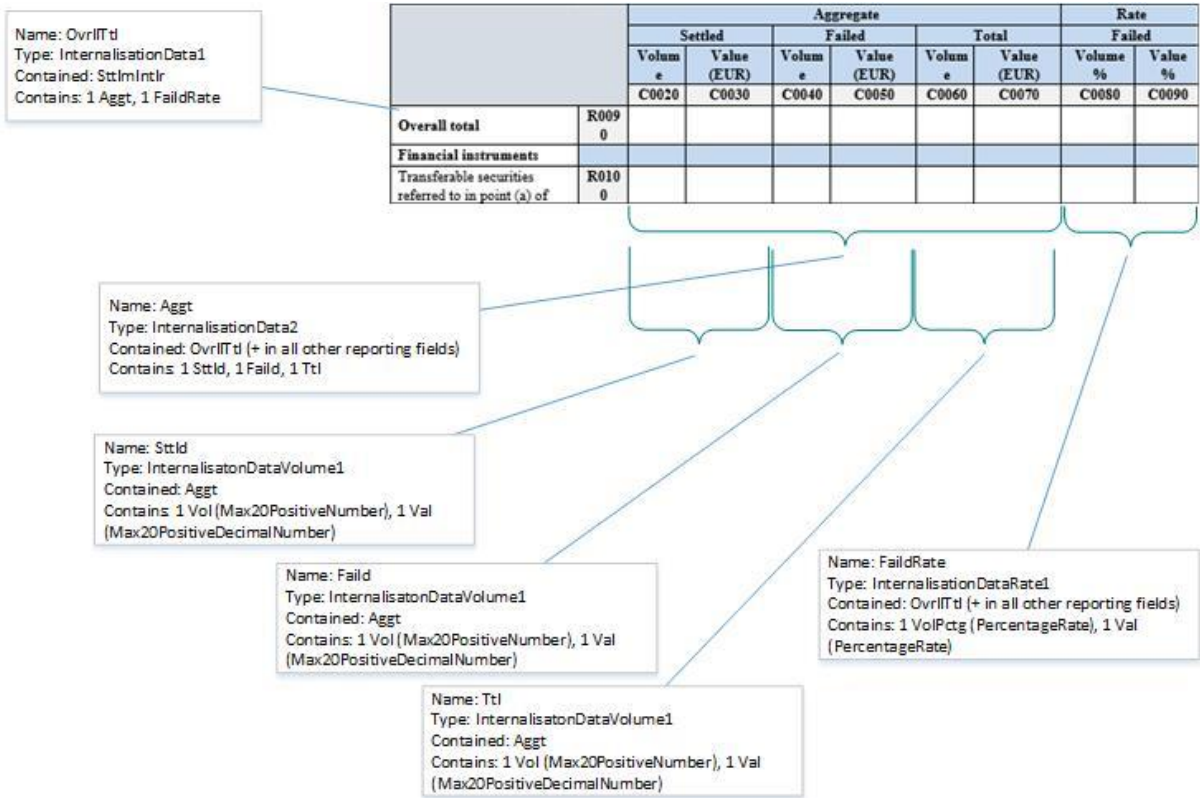 Name: OvrllTtl
Type: InternalisationData1
Contained: SttlmIntlr
Contains: 1 Aggt, 1 FaildRate
Aggregate Rate
Settled Failed Total Failed
Volum Value Volum Value Volum Value Volume Value
e (EUR) e (EUR) e (EUR) % %
C0020 C0030 C0040 C0050 C0060 C0070 C0080 C0090
Overall total R009
0
Financial instruments
Transferable securities R010
referred to in point (a) of 0
Name: Aggt
Type: InternalisationData2
Contained: OvrllTtl (+ in all other reporting fields)
Contains: 1 Sttld, 1 Faild, 1 Ttl
Name: Sttld
Type: InternalisatonDataVolume1
Contained: Aggt
Contains: 1 Vol (Max20PositiveNumber), 1 Val
(Max20PositiveDecimalNumber)
Name: Faild
Type: InternalisatonDataVolume1
Contained: Aggt
Contains: 1 Vol (Max20PositiveNumber), 1 Val
(Max20PositiveDecimalNumber)
Name: FaildRate
Type: InternalisationDataRate1
Contained: OvrllTtl (+ in all other reporting fields)
Contains: 1 VolPctg (PercentageRate), 1 Val
(PercentageRate)
Name: Ttl
Type: InternalisatonDataVolume1
Contained: Aggt
Contains: 1 Vol (Max20PositiveNumber), 1 Val
(Max20PositiveDecimalNumber)